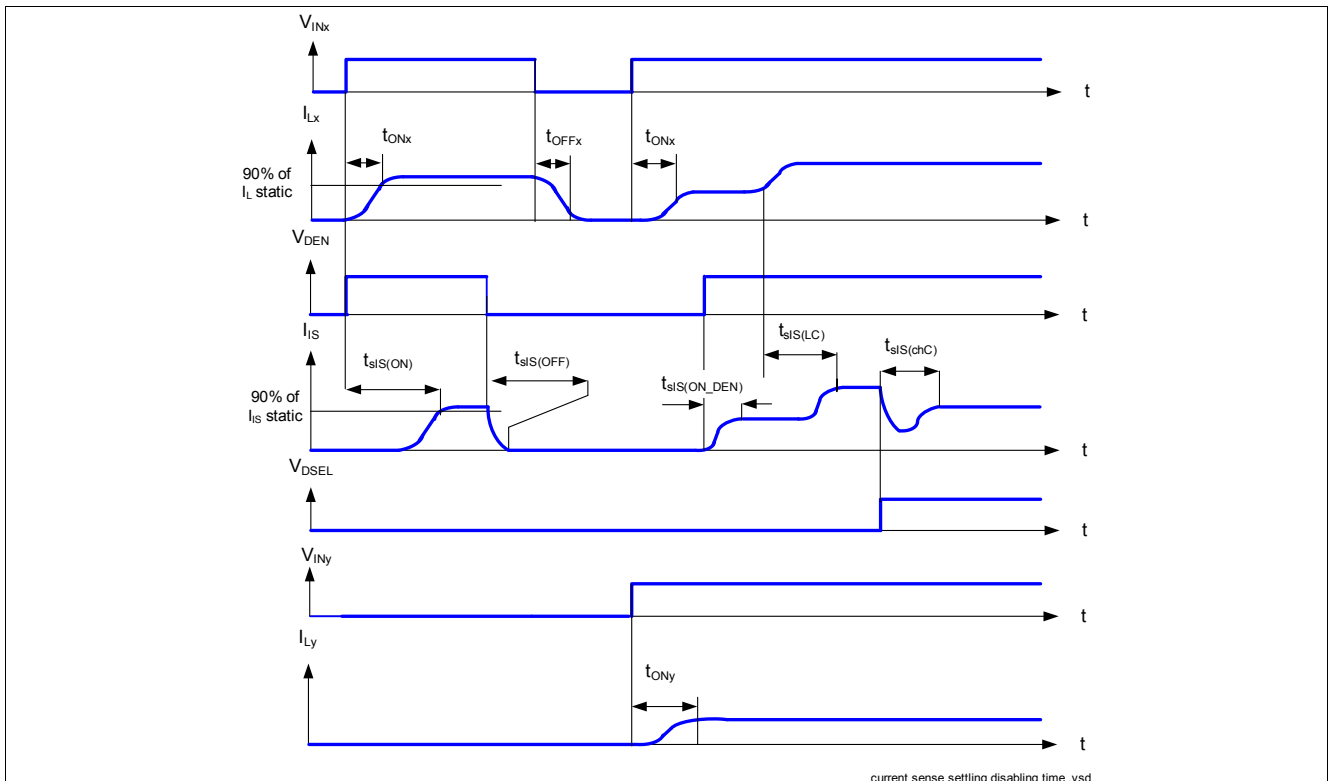 V_INx
t
I_Lx
t_ONx
t_OFFx
t_ONx
90% of
I_L static
t
V_DEN
t
I_IS
t_sIS(ON)
t_sIS(OFF)
t_sIS(ON_DEN)
t_sIS(LC)
t_sIS(chC)
90% of
I_IS static
t
V_DSEL
t
V_INy
t
I_Ly
t_ONy
t
current sense settling disabling time .vsd